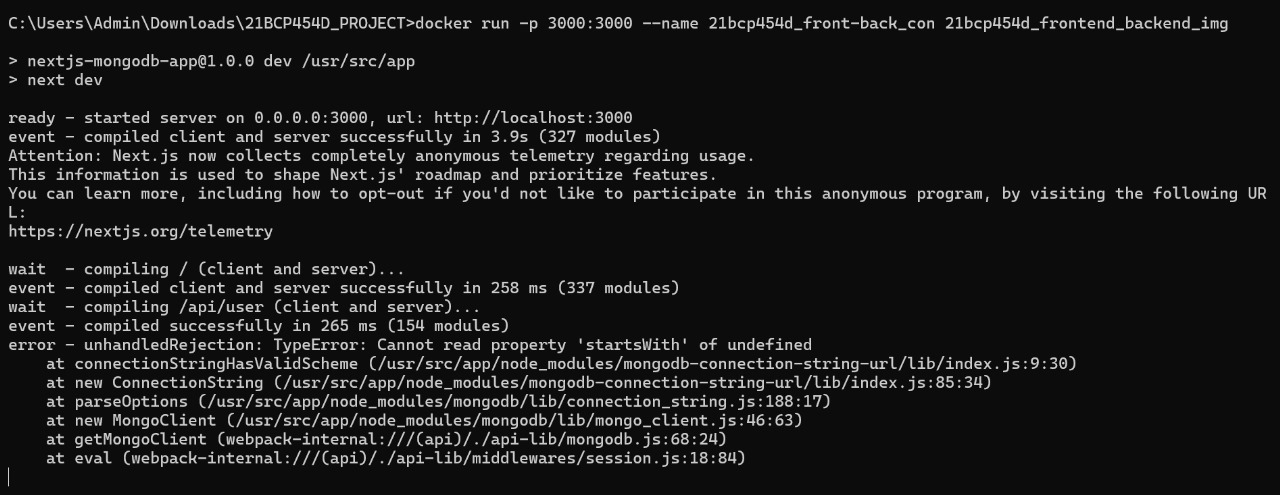 C:\Users\Admin\Downloads\21BCP454D_PROJECT>docker run -p 3000:3000 --name 21bcp454d_front-back_con 21bcp454d_frontend_backend_img
> nextjs-mongodb-app@1.0.0 dev /usr/src/app
> next dev
ready - started server on 0.0.0.0:3000, url: http://localhost:3000
event - compiled client and server successfully in 3.9s (327 modules)
Attention: Next.js now collects completely anonymous telemetry regarding usage.
This information is used to shape Next.js' roadmap and prioritize features.
You can learn more, including how to opt-out if you'd not like to participate in this anonymous program, by visiting the following UR
L:
https://nextjs.org/telemetry
wait  - compiling / (client and server)...
event - compiled client and server successfully in 258 ms (337 modules)
wait  - compiling /api/user (client and server)...
event - compiled successfully in 265 ms (154 modules)
error - unhandledRejection: TypeError: Cannot read property 'startsWith' of undefined
    at connectionStringHasValidScheme (/usr/src/app/node_modules/mongodb-connection-string-url/lib/index.js:9:30)
    at new ConnectionString (/usr/src/app/node_modules/mongodb-connection-string-url/lib/index.js:85:34)
    at parseOptions (/usr/src/app/node_modules/mongodb/lib/connection_string.js:188:17)
    at new MongoClient (/usr/src/app/node_modules/mongodb/lib/mongo_client.js:46:63)
    at getMongoClient (webpack-internal:///(api)/./api-lib/mongodb.js:68:24)
    at eval (webpack-internal:///(api)/./api-lib/middlewares/session.js:18:84)